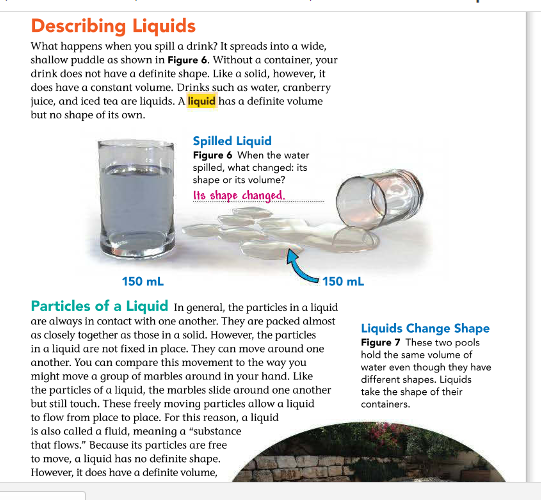 Describing Liquids
What happens when you spill a drink? It spreads into a wide,
shallow puddle as shown in Figure 6. Without a container, your
drink does not have a definite shape. Like a solid, however, it
does have a constant volume. Drinks such as water, cranberry
juice, and iced tea are liquids. A liquid has a definite volume
but no shape of its own.
Spilled Liquid
Figure 6 When the water
spilled, what changed: its
shape or its volume?
Its shape changed.
150 mL
150 mL
Particles of a Liquid In general, the particles in a liquid
are always in contact with one another. They are packed almost
as closely together as those in a solid. However, the particles
in a liquid are not fixed in place. They can move around one
another. You can compare this movement to the way you
might move a group of marbles around in your hand. Like
the particles of a liquid, the marbles slide around one another
but still touch. These freely moving particles allow a liquid
to flow from place to place. For this reason, a liquid
is also called a fluid, meaning a “substance
that flows.” Because its particles are free
to move, a liquid has no definite shape.
However, it does have a definite volume,
Liquids Change Shape
Figure 7 These two pools
hold the same volume of
water even though they have
different shapes. Liquids
take the shape of their
containers.